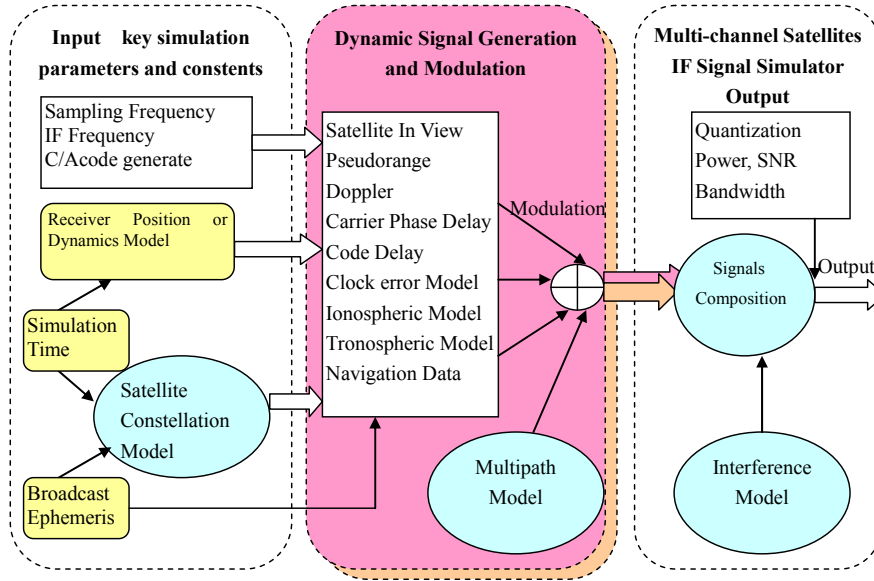 Input key simulation
parameters and constents
Sampling Frequency
IF Frequency
C/Acode generate
Receiver Position or
Dynamics Model
Simulation
Time
Satellite
Constellation
Model
Broadcast
Ephemeris
Dynamic Signal Generation
and Modulation
Satellite In View
Pseudorange
Doppler
Carrier Phase Delay
Code Delay
Clock error Model
Ionospheric Model
Tronospheric Model
Navigation Data
Modulation
Multipath
Model
Multi-channel Satellites
IF Signal Simulator
Output
Quantization
Power, SNR
Bandwidth
Signals
Composition
Output
Interference
Model